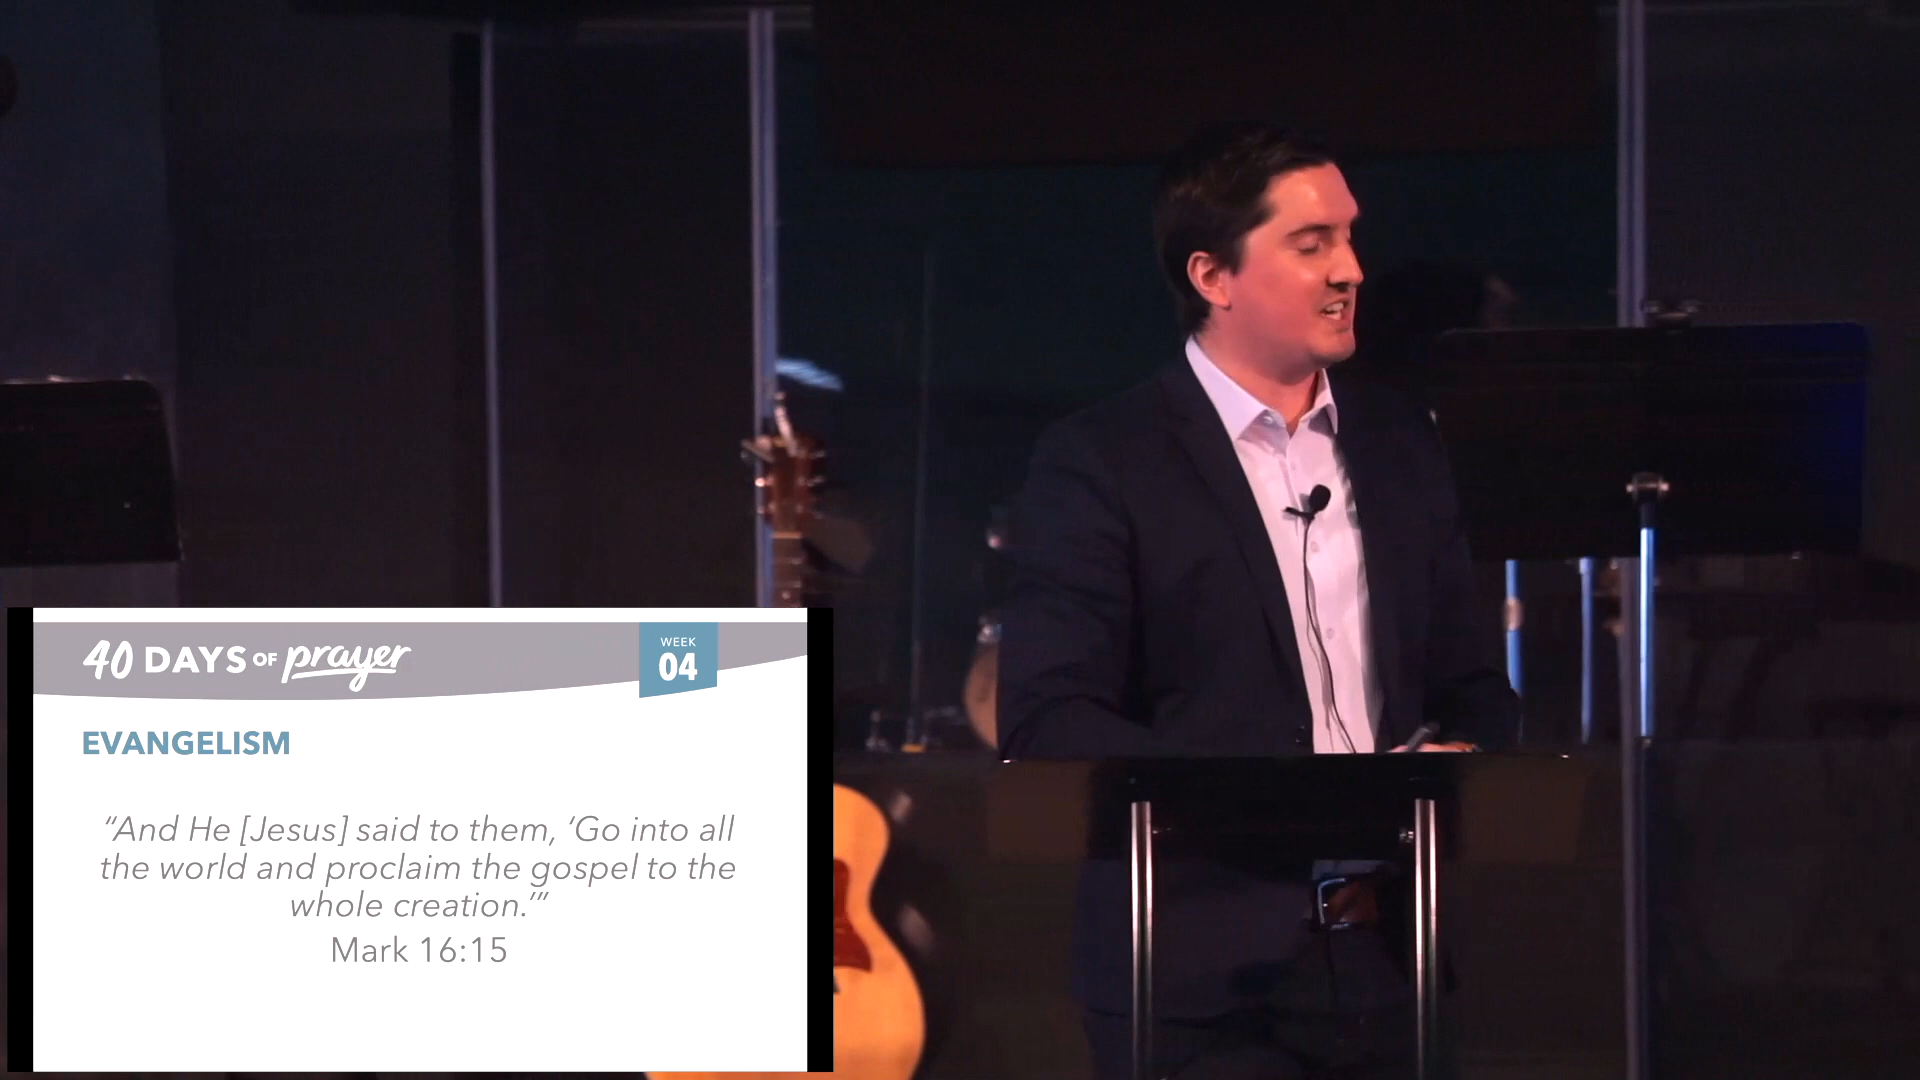 40 DAYS OF prayer
WEEK
04
EVANGELISM
“And He [Jesus] said to them, ‘Go into all
the world and proclaim the gospel to the
whole creation.’”
Mark 16:15